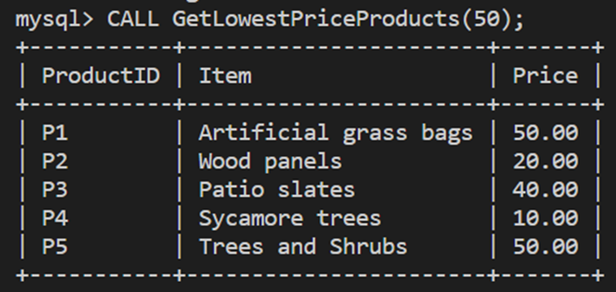 mysql> CALL GetLowestPriceProducts(50);
+-----------+-----------------------+-------+
| ProductID | Item                  | Price |
+-----------+-----------------------+-------+
| P1        | Artificial grass bags | 50.00 |
| P2        | Wood panels           | 20.00 |
| P3        | Patio slates          | 40.00 |
| P4        | Sycamore trees        | 10.00 |
| P5        | Trees and Shrubs      | 50.00 |
+-----------+-----------------------+-------+